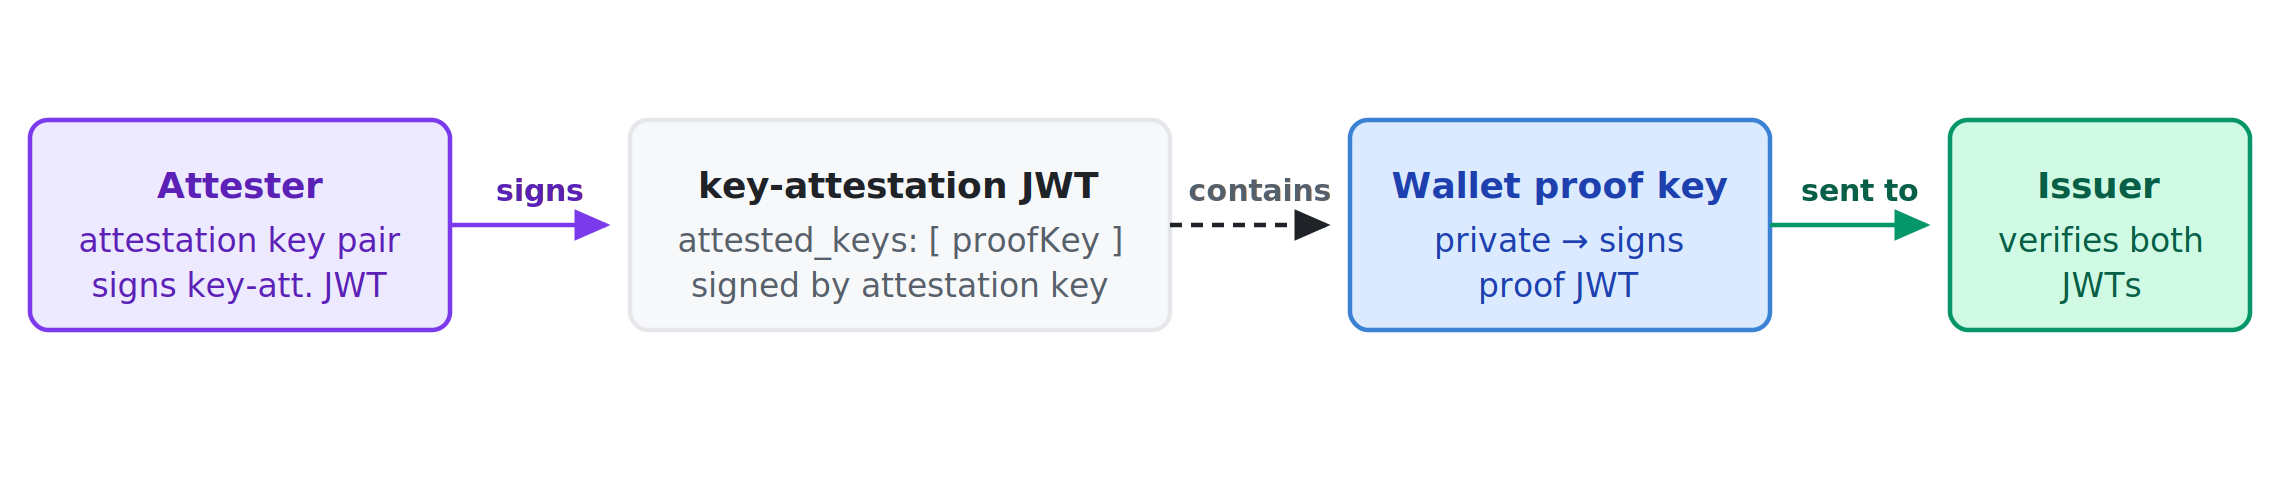 Attester
attestation key pair
signs key-att. JWT
signs
key-attestation JWT
attested_keys: [ proofKey ]
signed by attestation key
contains
Wallet proof key
private → signs
proof JWT
sent to
Issuer
verifies both
JWTs